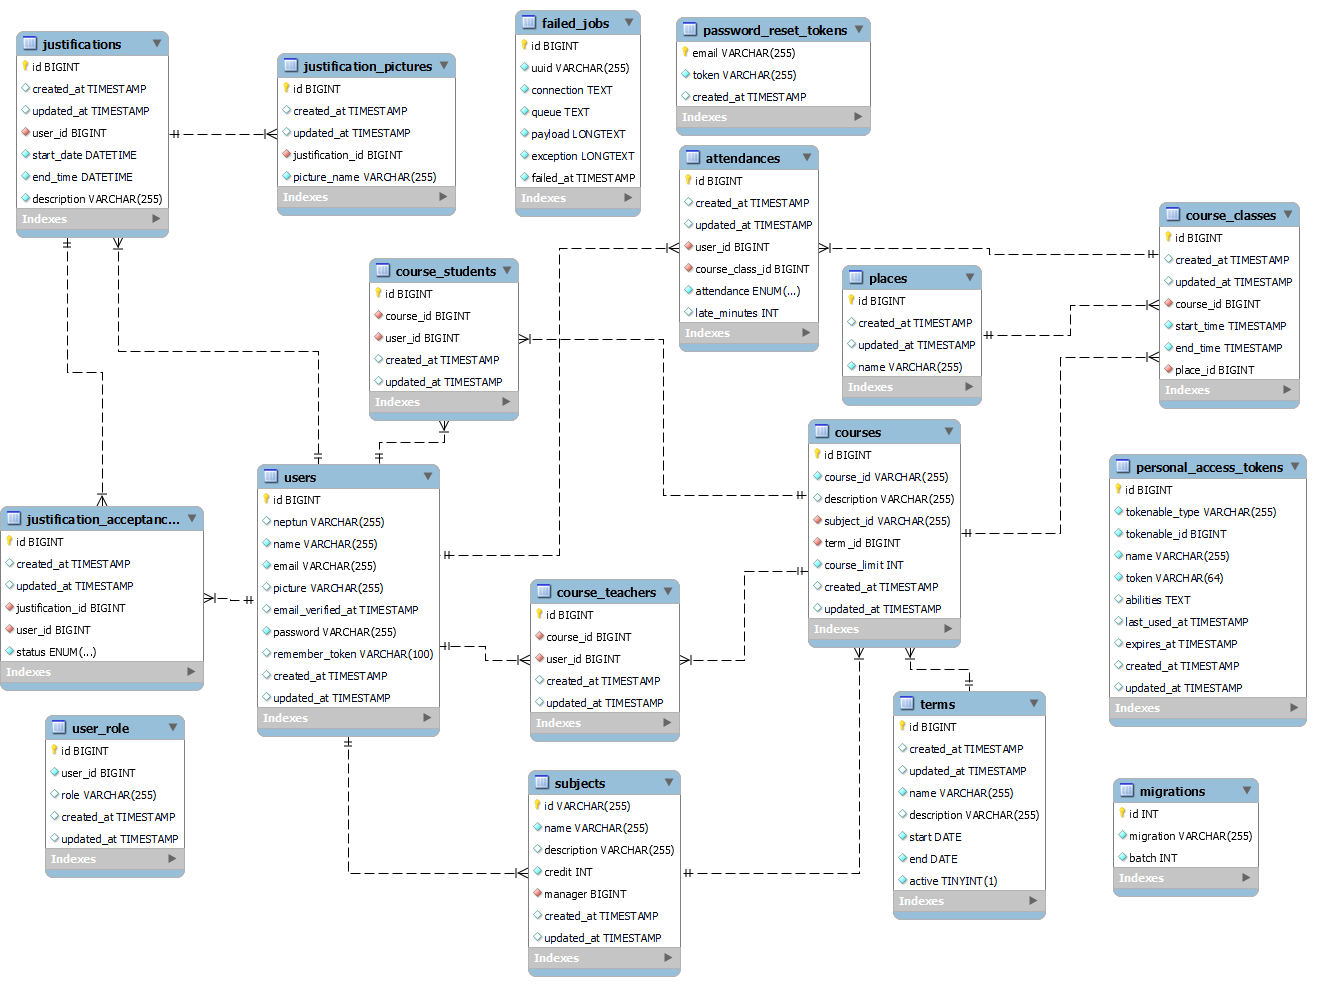 justifications
id BIGINT
created_at TIMESTAMP
updated_at TIMESTAMP
user_id BIGINT
start_date DATETIME
end_time DATETIME
description VARCHAR(255)
Indexes
justification_pictures
id BIGINT
created_at TIMESTAMP
updated_at TIMESTAMP
justification_id BIGINT
picture_name VARCHAR(255)
Indexes
failed_jobs
id BIGINT
uuid VARCHAR(255)
connection TEXT
queue TEXT
payload LONGTEXT
exception LONGTEXT
failed_at TIMESTAMP
Indexes
password_reset_tokens
email VARCHAR(255)
token VARCHAR(255)
created_at TIMESTAMP
Indexes
attendances
id BIGINT
created_at TIMESTAMP
updated_at TIMESTAMP
user_id BIGINT
course_class_id BIGINT
attendance ENUM(...)
late_minutes INT
Indexes
course_classes
id BIGINT
created_at TIMESTAMP
updated_at TIMESTAMP
course_id BIGINT
start_time TIMESTAMP
end_time TIMESTAMP
place_id BIGINT
Indexes
course_students
id BIGINT
course_id BIGINT
user_id BIGINT
created_at TIMESTAMP
updated_at TIMESTAMP
Indexes
places
id BIGINT
created_at TIMESTAMP
updated_at TIMESTAMP
name VARCHAR(255)
Indexes
courses
id BIGINT
course_id VARCHAR(255)
description VARCHAR(255)
subject_id VARCHAR(255)
term_id BIGINT
course_limit INT
created_at TIMESTAMP
updated_at TIMESTAMP
Indexes
personal_access_tokens
id BIGINT
tokenable_type VARCHAR(255)
tokenable_id BIGINT
name VARCHAR(255)
token VARCHAR(64)
abilities TEXT
last_used_at TIMESTAMP
expires_at TIMESTAMP
created_at TIMESTAMP
updated_at TIMESTAMP
Indexes
users
id BIGINT
neptun VARCHAR(255)
name VARCHAR(255)
email VARCHAR(255)
picture VARCHAR(255)
email_verified_at TIMESTAMP
password VARCHAR(255)
remember_token VARCHAR(100)
created_at TIMESTAMP
updated_at TIMESTAMP
Indexes
justification_acceptanc...
id BIGINT
created_at TIMESTAMP
updated_at TIMESTAMP
justification_id BIGINT
user_id BIGINT
status ENUM(...)
Indexes
course_teachers
id BIGINT
course_id BIGINT
user_id BIGINT
created_at TIMESTAMP
updated_at TIMESTAMP
Indexes
terms
id BIGINT
created_at TIMESTAMP
updated_at TIMESTAMP
name VARCHAR(255)
description VARCHAR(255)
start DATE
end DATE
active TINYINT(1)
Indexes
user_role
id BIGINT
user_id BIGINT
role VARCHAR(255)
created_at TIMESTAMP
updated_at TIMESTAMP
Indexes
subjects
id VARCHAR(255)
name VARCHAR(255)
description VARCHAR(255)
credit INT
manager BIGINT
created_at TIMESTAMP
updated_at TIMESTAMP
Indexes
migrations
id INT
migration VARCHAR(255)
batch INT
Indexes